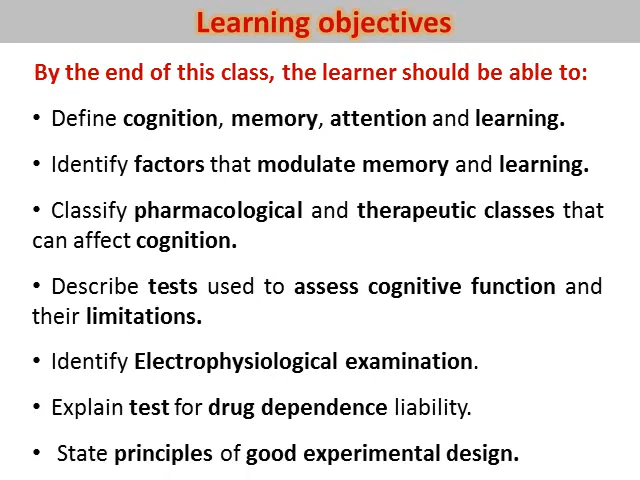 Learning objectives
By the end of this class, the learner should be able to:
• Define cognition, memory, attention and learning.
• Identify factors that modulate memory and learning.
• Classify pharmacological and therapeutic classes that
can affect cognition.
• Describe tests used to assess cognitive function and
their limitations.
• Identify Electrophysiological examination.
• Explain test for drug dependence liability.
• State principles of good experimental design.